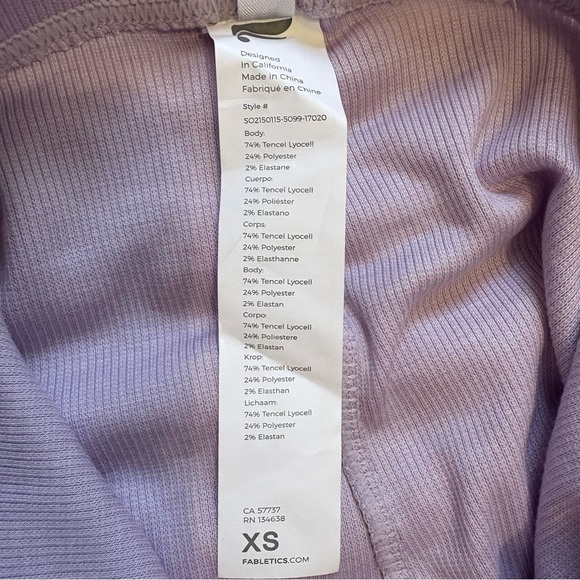 Designed
In California
Made in China
Fabriqué en Chine
Style #
SO2150115-5099-17020
Body:
74% Tencel Lyocell
24% Polyester
2% Elastane
Cuerpo:
74% Tencel Lyocell
24% Poliéster
2% Elastano
Corps:
74% Tencel Lyocell
24% Polyester
2% Elasthanne
Body:
74% Tencel Lyocell
24% Polyester
2% Elastan
Corpo:
74% Tencel Lyocell
24% Poliestere
2% Elastan
Krop:
74% Tencel Lyocell
24% Polyester
2% Elasthan
Lichaam:
74% Tencel Lyocell
24% Polyester
2% Elastan
CA 57737
RN 134638
XS
FABLETICS.COM